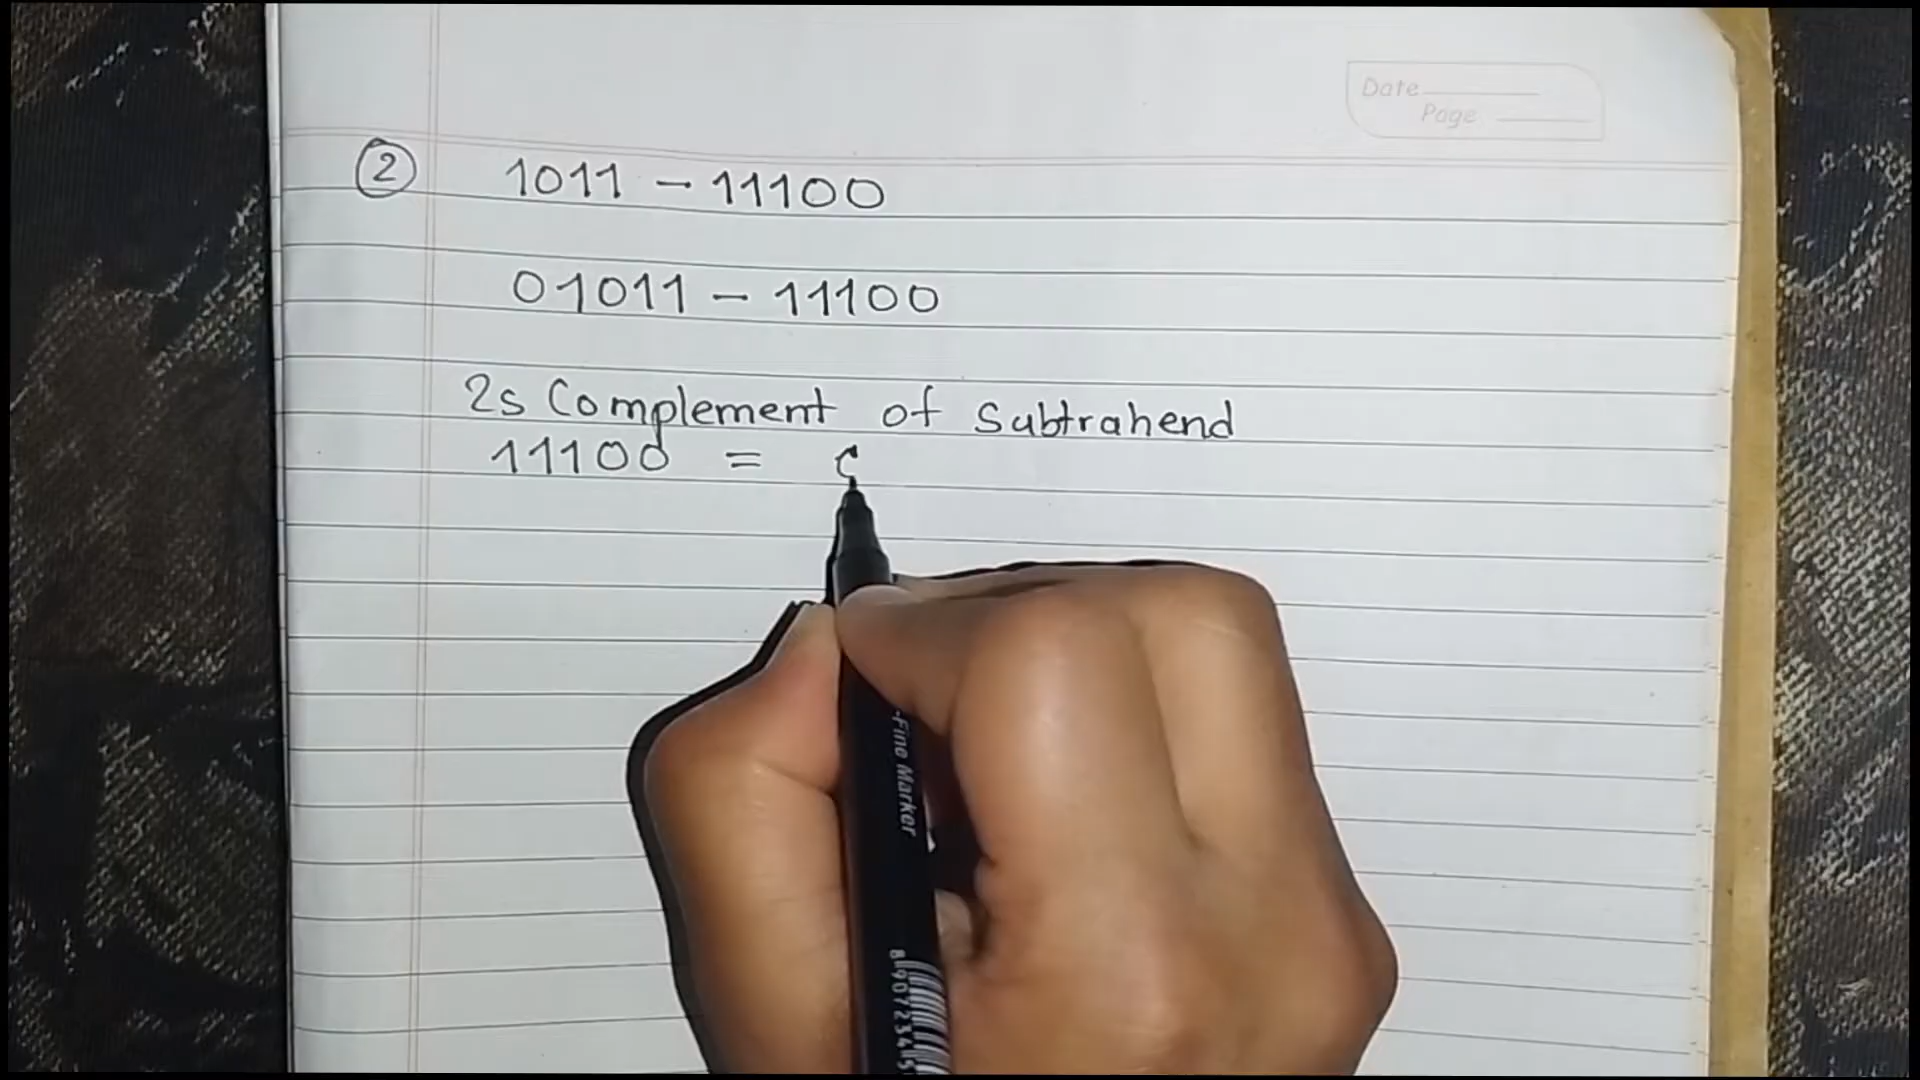 Date
Page
② 1011 - 11100
01011 - 11100
2s Complement of Subtrahend
11100 =
-Fine Marker